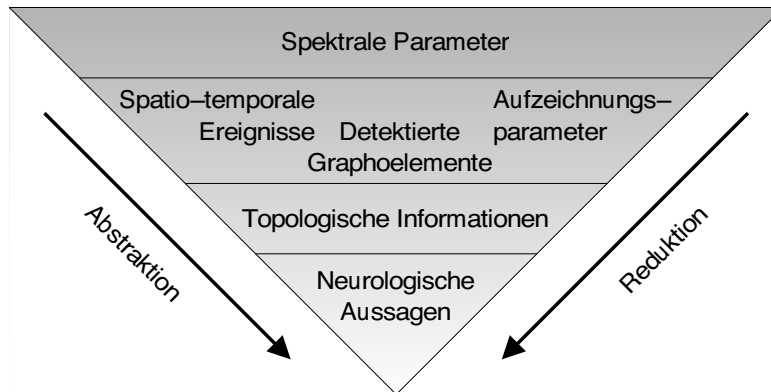 Spektrale Parameter
Spatio–temporale
Ereignisse
Detektierte
Graphoelemente
Aufzeichnungs–
parameter
Topologische Informationen
Neurologische
Aussagen
Abstraktion
Reduktion